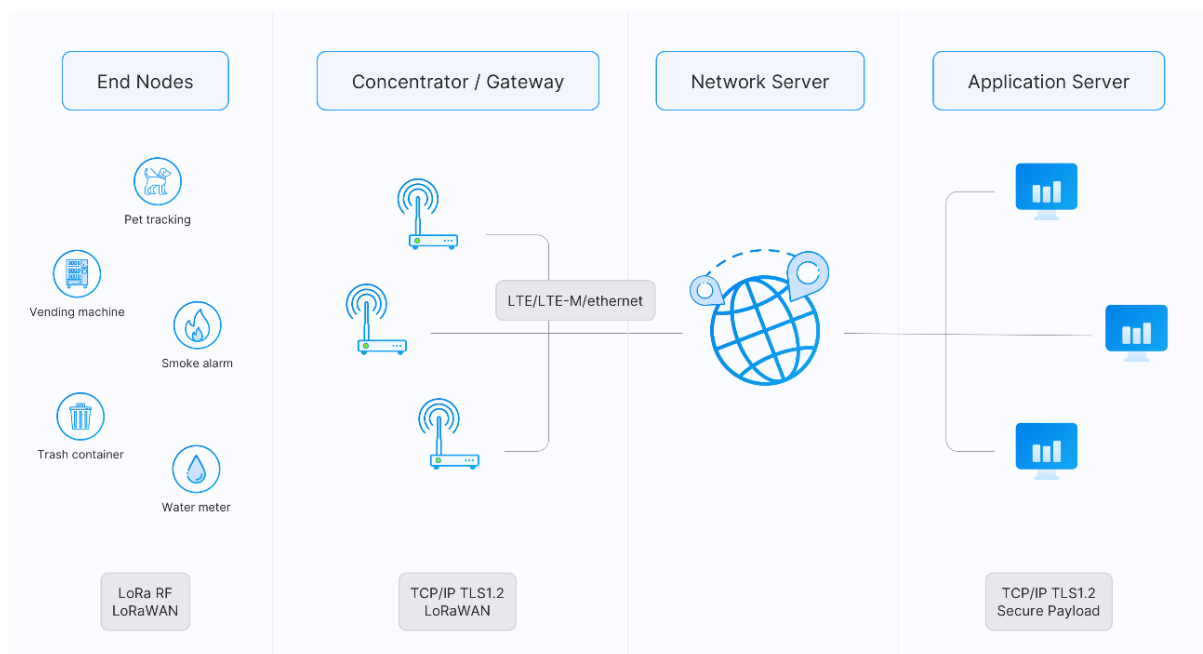 End Nodes
Concentrator / Gateway
Network Server
Application Server
Pet tracking
Vending machine
Smoke alarm
Trash container
Water meter
LTE/LTE-M/ethernet
LoRa RF
LoRaWAN
TCP/IP TLS1.2
LoRaWAN
TCP/IP TLS1.2
Secure Payload